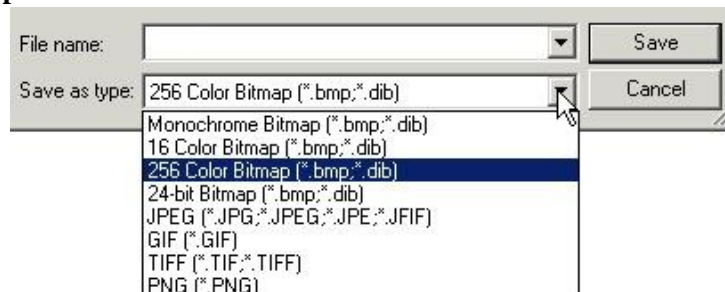 File name:
Save
Save as type:
256 Color Bitmap (*.bmp;*.dib)
Cancel
Monochrome Bitmap (*.bmp;*.dib)
16 Color Bitmap (*.bmp;*.dib)
256 Color Bitmap (*.bmp;*.dib)
24-bit Bitmap (*.bmp;*.dib)
JPEG (*.JPG;*.JPEG;*.JPE;*.JFIF)
GIF (*.GIF)
TIFF (*.TIF;*.TIFF)
PNG (*.PNG)